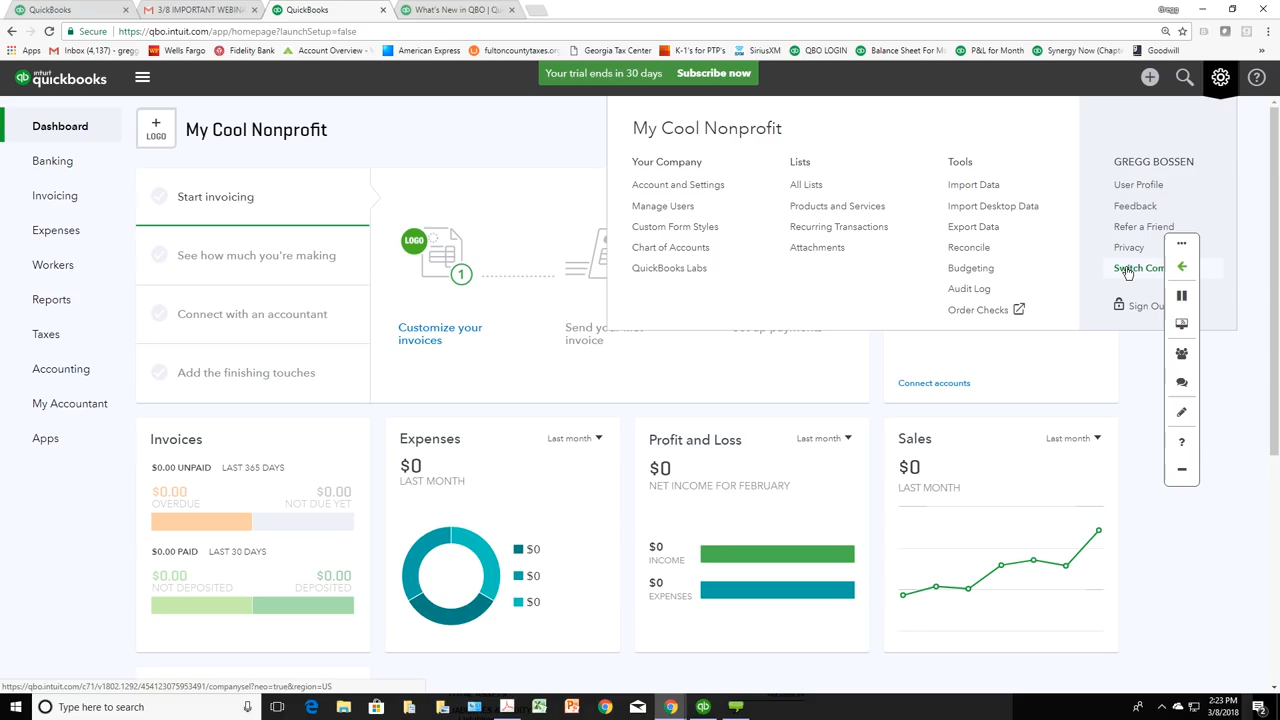 QuickBooks
3/8 IMPORTANT WEBINA
QuickBooks
What's New in QBO | Qu
Gregg
Secure
https://qbo.intuit.com/app/homepage?launchSetup=false
Apps
Inbox (4,137) - gregg
Wells Fargo
Fidelity Bank
Account Overview -
American Express
fultoncountytaxes.or
Georgia Tax Center
K-1's for PTP's
SiriusXM
QBO LOGIN
Balance Sheet For M
P&L for Month
Synergy Now (Chapt
Goodwill
Other bookmarks
intuit
quickbooks
Your trial ends in 30 days
Subscribe now
Dashboard
Banking
Invoicing
Expenses
Workers
Reports
Taxes
Accounting
My Accountant
Apps
+
LOGO
My Cool Nonprofit
Start invoicing
See how much you're making
Connect with an accountant
Add the finishing touches
LOGO
1
Customize your
invoices
Send your
invoice
Connect accounts
My Cool Nonprofit
Your Company
Account and Settings
Manage Users
Custom Form Styles
Chart of Accounts
QuickBooks Labs
Lists
All Lists
Products and Services
Recurring Transactions
Attachments
Tools
Import Data
Import Desktop Data
Export Data
Reconcile
Budgeting
Audit Log
Order Checks
GREGG BOSSEN
User Profile
Feedback
Refer a Friend
Privacy
Switch Com
Sign Ou
Invoices
$0.00 UNPAID LAST 365 DAYS
$0.00 $0.00
OVERDUE NOT DUE YET
$0.00 PAID LAST 30 DAYS
$0.00 $0.00
NOT DEPOSITED DEPOSITED
Expenses
Last month
$0
LAST MONTH
$0
$0
$0
Profit and Loss
Last month
$0
NET INCOME FOR FEBRUARY
$0
INCOME
$0
EXPENSES
Sales
Last month
$0
LAST MONTH
https://qbo.intuit.com/c71/v1802.1292/454123075953491/companysel?neo=true&region=US
Type here to search
2:23 PM
3/8/2018
2